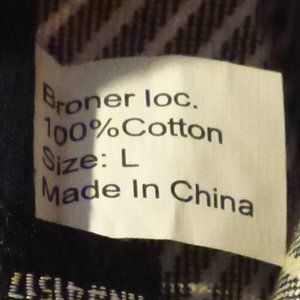 Broner loc.
100%Cotton
Size: L
Made In China